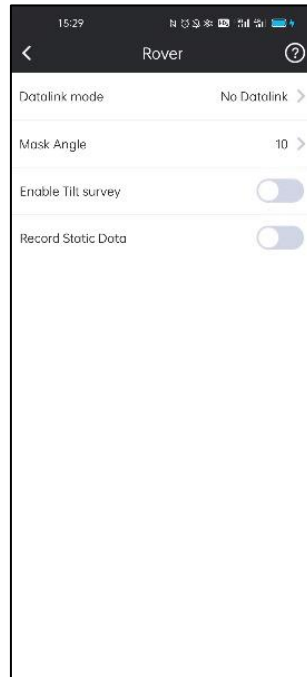 15:29
Rover
Datalink mode No Datalink
Mask Angle 10
Enable Tilt survey
Record Static Data